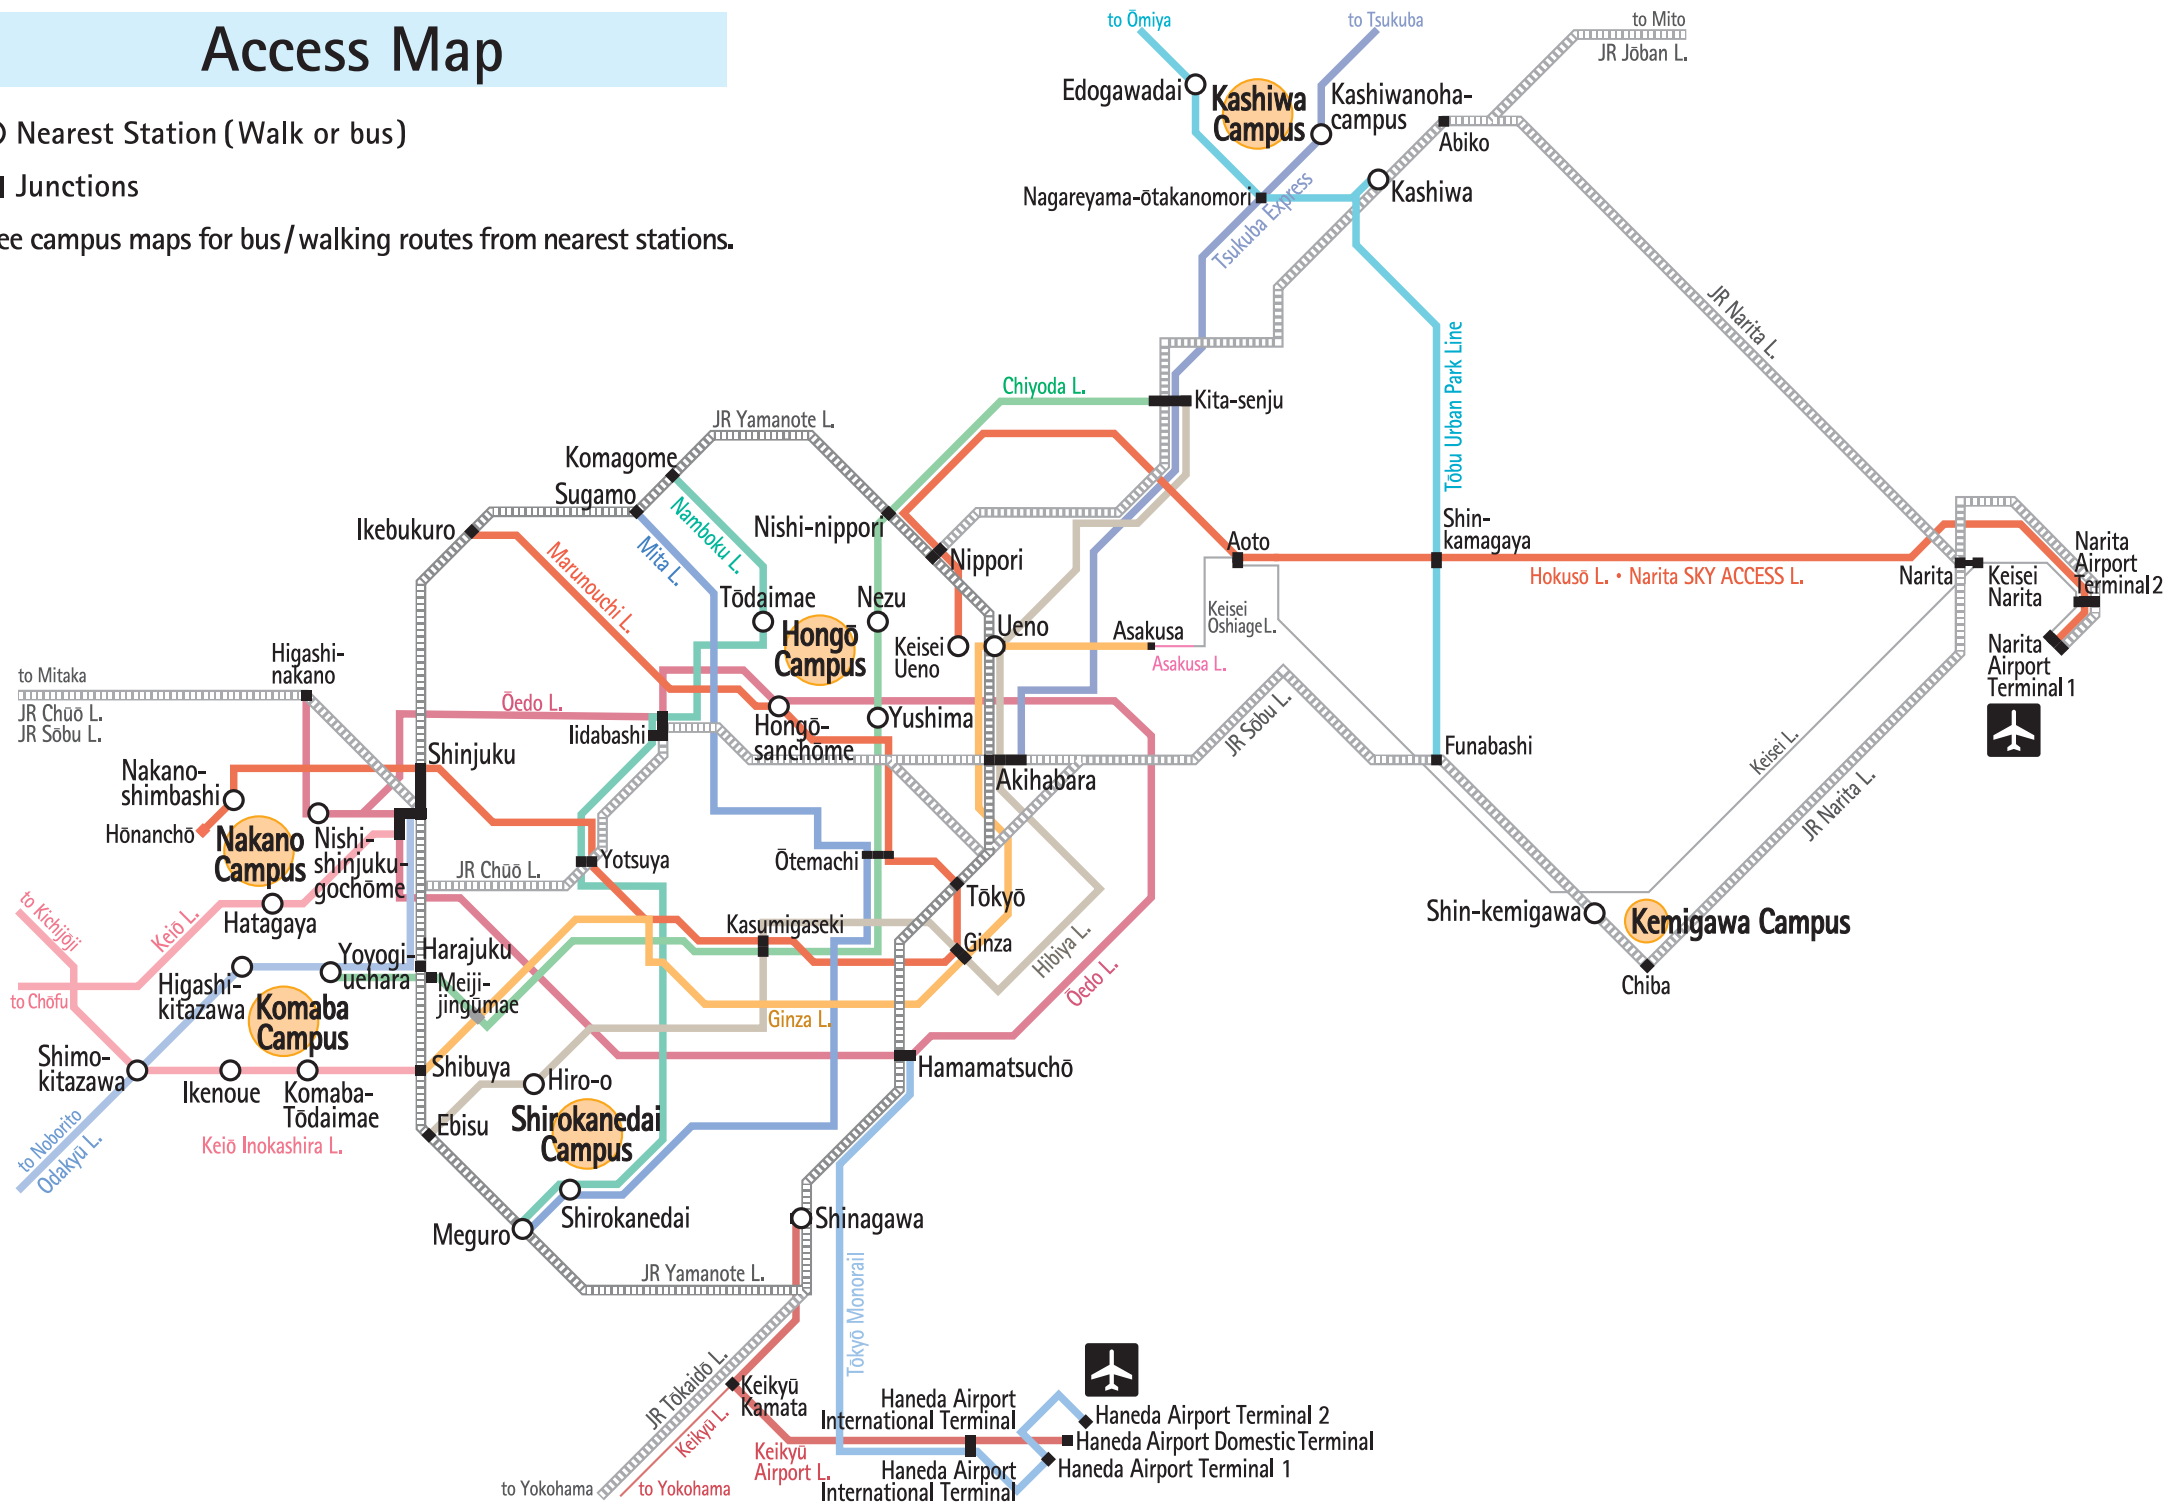 Access Map
Nearest Station (Walk or bus)
Junctions
ee campus maps for bus/walking routes from nearest stations.
to Ōmiya
to Tsukuba
to Mito
JR Jōban L.
Edogawadai
Kashiwa
Campus
Kashiwanoha-
campus
Abiko
Nagareyama-ōtakanomori
Kashiwa
Tsukuba Express
JR Narita L.
Tōbu Urban Park Line
Chiyoda L.
Kita-senju
JR Yamanote L.
Komagome
Sugamo
Ikebukuro
Namboku L.
Nishi-nippori
Mita L.
Marunouchi L.
Nippori
Aoto
Shin-
kamagaya
Hokusō L. • Narita SKY ACCESS L.
Narita
Keisei
Narita
Narita
Airport
Terminal 2
Narita
Airport
Terminal 1
Tōdaimae
Nezu
Hongō
Campus
Keisei
Ueno
Ueno
Asakusa
Asakusa L.
Keisei
Oshiage L.
Higashi-
nakano
to Mitaka
JR Chūō L.
JR Sōbu L.
Ōedo L.
Iidabashi
Hongō-
sanchōme
Yushima
JR Sōbu L.
Funabashi
Keisei L.
JR Narita L.
Shinjuku
Nakano-
shimbashi
Hōnanchō
Nakano
Campus
Nishi-
shinjuku-
gochōme
Akihabara
JR Chūō L.
Yotsuya
Ōtemachi
Tōkyō
to Kichijōji
Keiō L.
Hatagaya
Kasumigaseki
Ginza
Hibiya L.
Ōedo L.
Shin-kemigawa
Kemigawa Campus
Chiba
Yoyogi-
uehara
Harajuku
Meiji-
jingūmae
Higashi-
kitazawa
to Chōfu
Komaba
Campus
Ginza L.
Shimo-
kitazawa
Ikenoue
Komaba-
Tōdaimae
Shibuya
Hamamatsuchō
Hiro-o
Ebisu
Shirokanedai
Campus
to Noborito
Odakyū L.
Keiō Inokashira L.
Shirokanedai
Meguro
Shinagawa
JR Yamanote L.
Tōkyō Monorail
JR Tōkaidō L.
Keikyū L.
Keikyū
Kamata
Keikyū
Airport L.
Haneda Airport
International Terminal
Haneda Airport Terminal 2
Haneda Airport Domestic Terminal
Haneda Airport Terminal 1
Haneda Airport
International Terminal
to Yokohama
to Yokohama